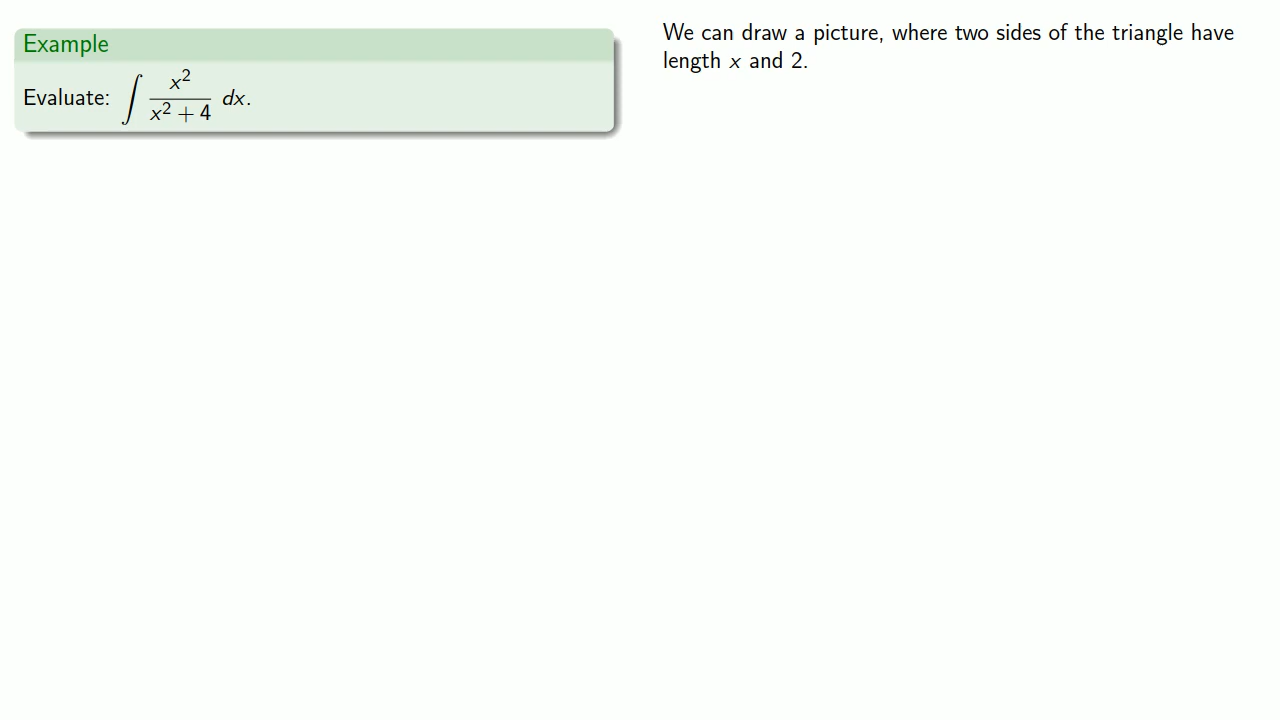 Example
Evaluate: ∫ x²/(x² + 4) dx.
We can draw a picture, where two sides of the triangle have
length x and 2.